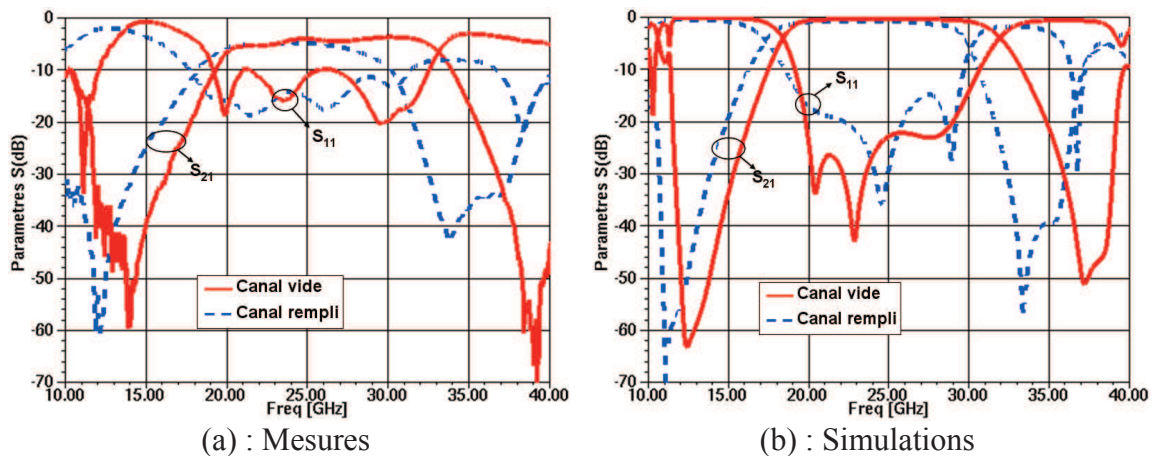 0
-10
-20
-30
-40
-50
-60
-70
Parametres S(dB)
S11
S21
Canal vide
Canal rempli
10.00 15.00 20.00 25.00 30.00 35.00 40.00
Freq [GHz]
(a) : Mesures
0
-10
-20
-30
-40
-50
-60
-70
Parametres S(dB)
S11
S21
Canal vide
Canal rempli
10.00 15.00 20.00 25.00 30.00 35.00 40.00
Freq [GHz]
(b) : Simulations